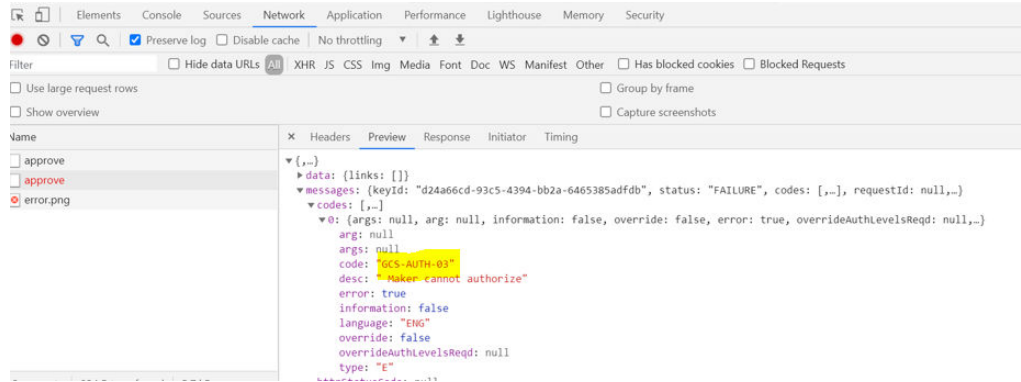 Elements Console Sources Network Application Performance Lighthouse Memory Security
Preserve log Disable cache No throttling
Filter Hide data URLs All XHR JS CSS Img Media Font Doc WS Manifest Other Has blocked cookies Blocked Requests
Use large request rows Group by frame
Show overview Capture screenshots
Name × Headers Preview Response Initiator Timing
approve
approve
error.png
▼{,…}
▶data: {links: []}
▼messages: {keyId: "d24a66cd-93c5-4394-bb2a-6465385adfdb", status: "FAILURE", codes: [,…], requestId: null,…}
▼codes: [,…]
▼0: {args: null, arg: null, information: false, override: false, error: true, overrideAuthLevelsReqd: null,…}
arg: null
args: null
code: "GCS-AUTH-03"
desc: " Maker cannot authorize"
error: true
information: false
language: "ENG"
override: false
overrideAuthLevelsReqd: null
type: "E"